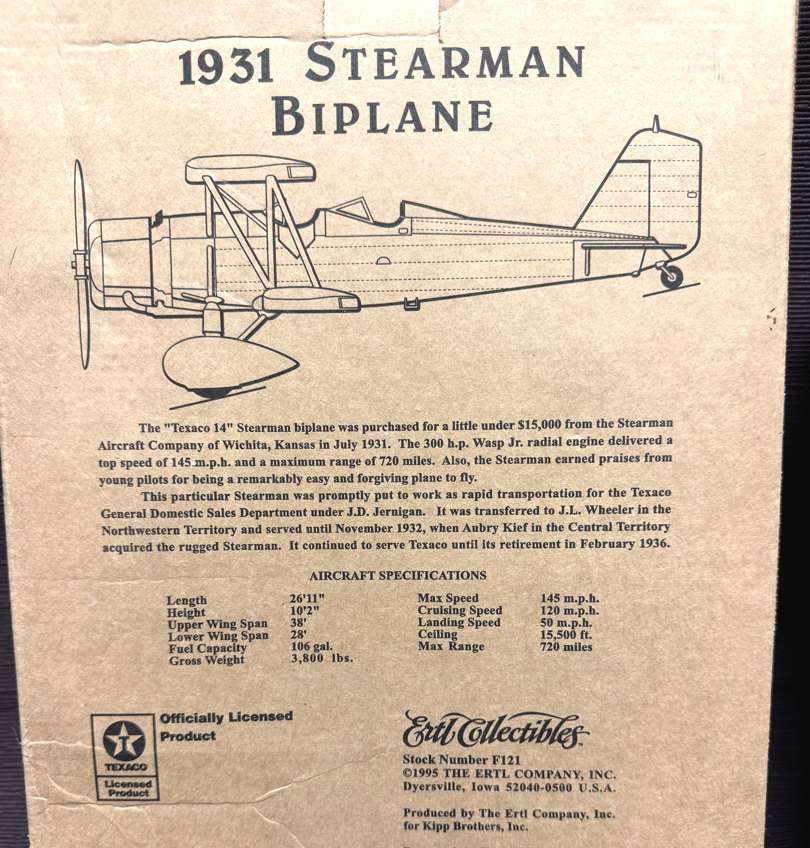 1931 STEARMAN
BIPLANE
The "Texaco 14" Stearman biplane was purchased for a little under $15,000 from the Stearman
Aircraft Company of Wichita, Kansas in July 1931. The 300 h.p. Wasp Jr. radial engine delivered a
top speed of 145 m.p.h. and a maximum range of 720 miles. Also, the Stearman earned praises from
young pilots for being a remarkably easy and forgiving plane to fly.
This particular Stearman was promptly put to work as rapid transportation for the Texaco
General Domestic Sales Department under J.D. Jernigan. It was transferred to J.L. Wheeler in the
Northwestern Territory and served until November 1932, when Aubry Kief in the Central Territory
acquired the rugged Stearman. It continued to serve Texaco until its retirement in February 1936.
AIRCRAFT SPECIFICATIONS
Length 26'11" Max Speed 145 m.p.h.
Height 10'2" Cruising Speed 120 m.p.h.
Upper Wing Span 38' Landing Speed 50 m.p.h.
Lower Wing Span 28' Ceiling 15,500 ft.
Fuel Capacity 106 gal. Max Range 720 miles
Gross Weight 3,800 lbs.
Officially Licensed
Product
T
TEXACO
Licensed
Product
Ertl Collectibles™
Stock Number F121
©1995 THE ERTL COMPANY, INC.
Dyersville, Iowa 52040-0500 U.S.A.
Produced by The Ertl Company, Inc.
for Kipp Brothers, Inc.